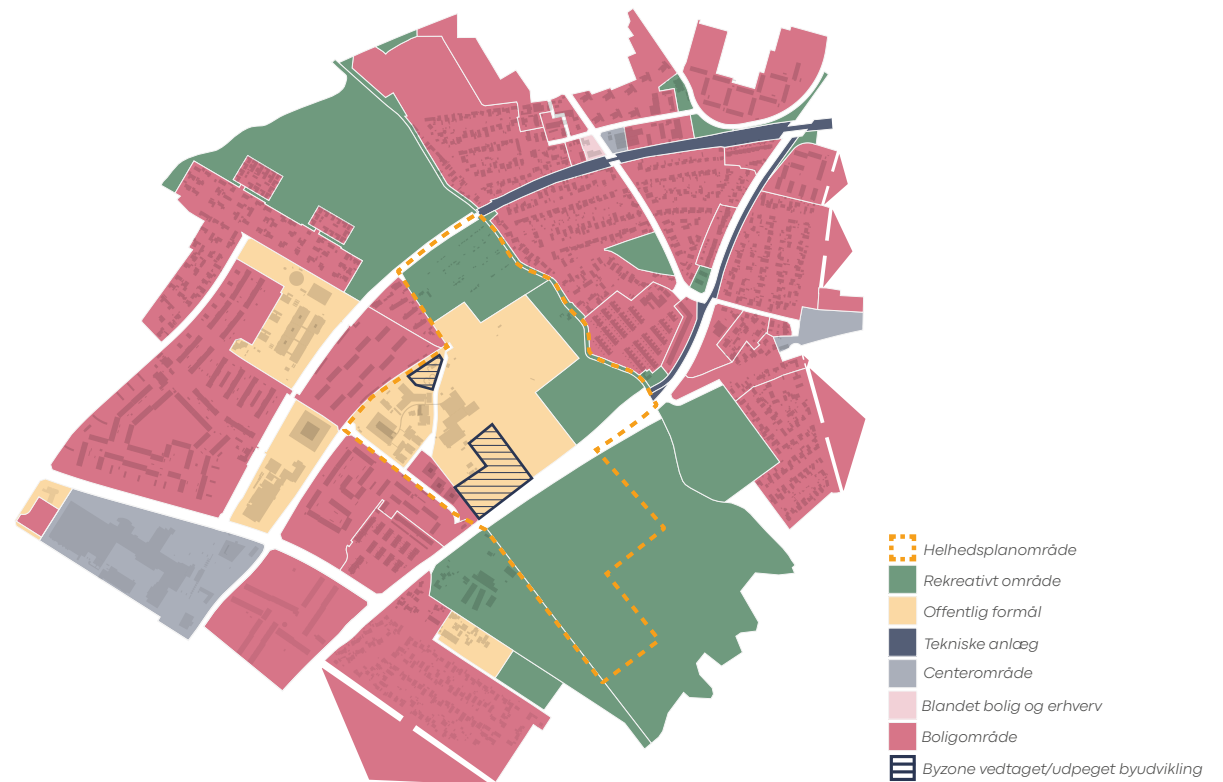 Helhedsplanområde
Rekreativt område
Offentlig formål
Tekniske anlæg
Centerområde
Blandet bolig og erhverv
Boligområde
Byzone vedtaget/udpeget byudvikling